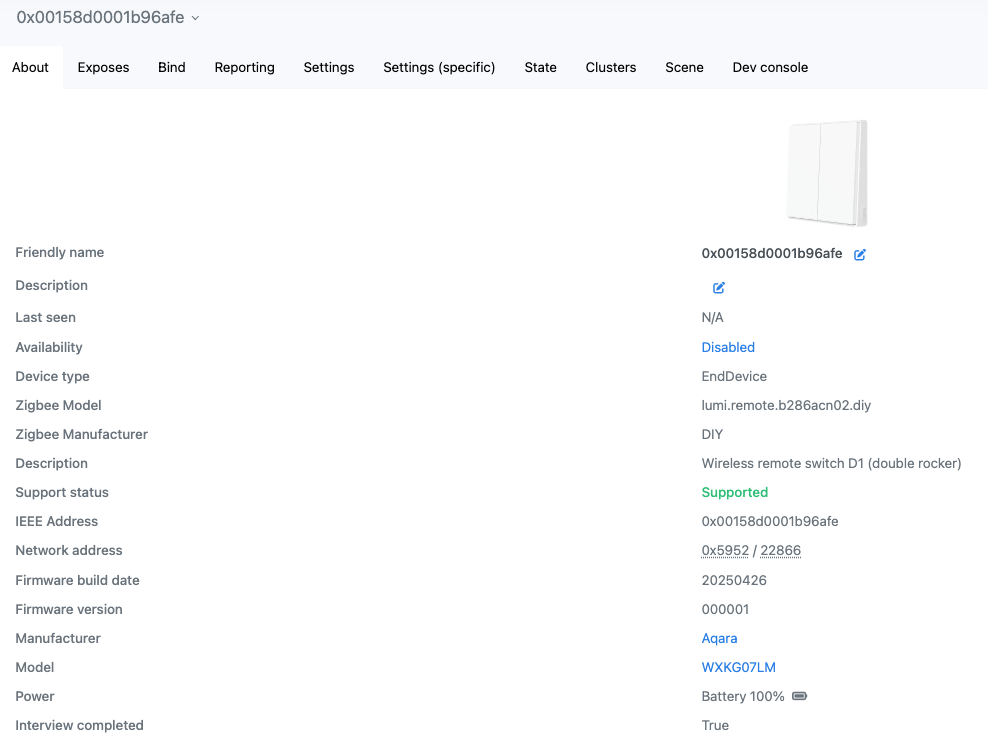 0x00158d0001b96afe
About Exposes Bind Reporting Settings Settings (specific) State Clusters Scene Dev console
Friendly name 0x00158d0001b96afe
Description
Last seen N/A
Availability Disabled
Device type EndDevice
Zigbee Model lumi.remote.b286acn02.diy
Zigbee Manufacturer DIY
Description Wireless remote switch D1 (double rocker)
Support status Supported
IEEE Address 0x00158d0001b96afe
Network address 0x5952 / 22866
Firmware build date 20250426
Firmware version 000001
Manufacturer Aqara
Model WXKG07LM
Power Battery 100%
Interview completed True